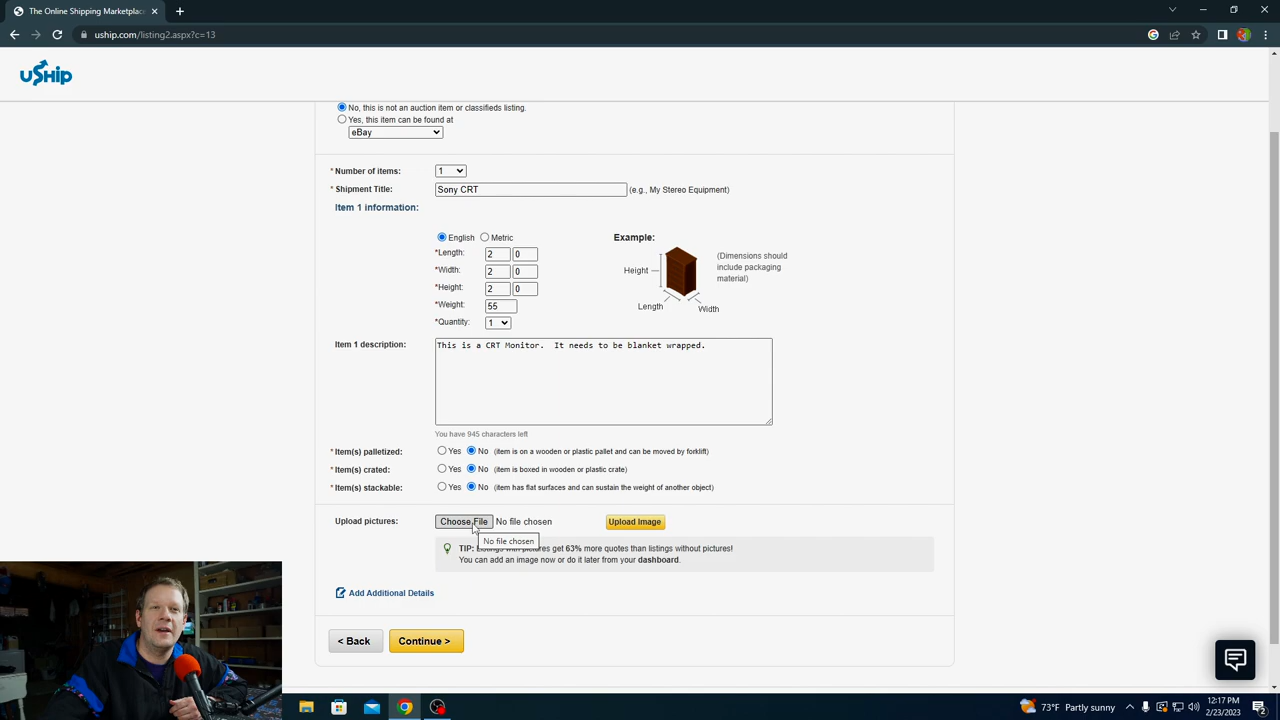 The Online Shipping Marketplac
uship.com/listing2.aspx?c=13
uShip
No, this is not an auction item or classifieds listing.
Yes, this item can be found at
eBay
* Number of items: 1
* Shipment Title: Sony CRT (e.g., My Stereo Equipment)
Item 1 information:
English Metric Example:
*Length: 2 0
*Width: 2 0
*Height: 2 0
*Weight: 55
*Quantity: 1
Height
Length
Width
(Dimensions should
include packaging
material)
Item 1 description: This is a CRT Monitor. It needs to be blanket wrapped.
You have 945 characters left
* Item(s) palletized: Yes No (item is on a wooden or plastic pallet and can be moved by forklift)
* Item(s) crated: Yes No (item is boxed in wooden or plastic crate)
* Item(s) stackable: Yes No (item has flat surfaces and can sustain the weight of another object)
Upload pictures: Choose File No file chosen Upload Image
No file chosen
TIP: Listings with pictures get 63% more quotes than listings without pictures!
You can add an image now or do it later from your dashboard.
Add Additional Details
< Back Continue >
73°F Partly sunny
12:17 PM
2/23/2023
2